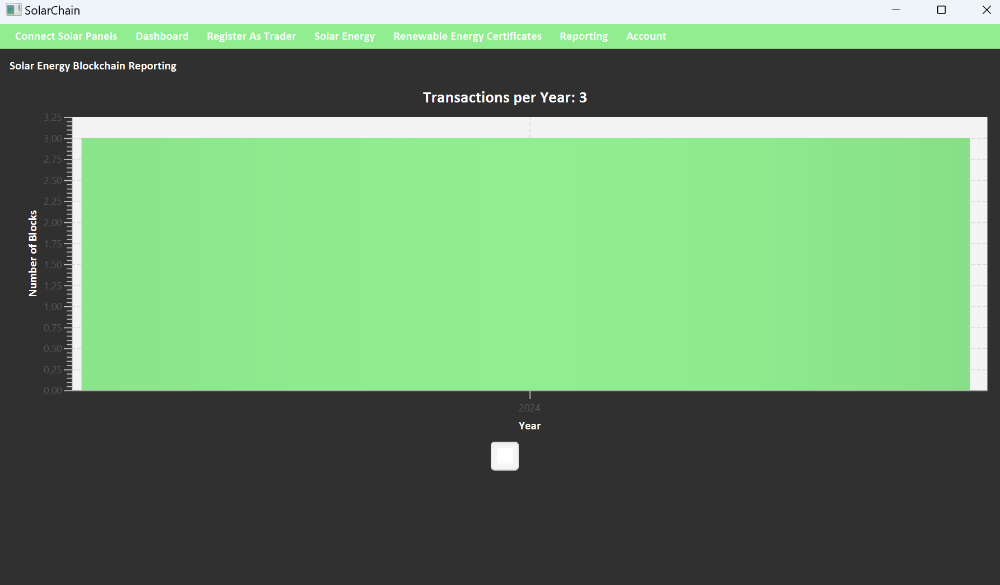 SolarChain
Connect Solar Panels Dashboard Register As Trader Solar Energy Renewable Energy Certificates Reporting Account
Solar Energy Blockchain Reporting
Transactions per Year: 3
Number of Blocks
3,25
3,00
2,75
2,50
2,25
2,00
1,75
1,50
1,25
1,00
0,75
0,50
0,25
0,00
2024
Year